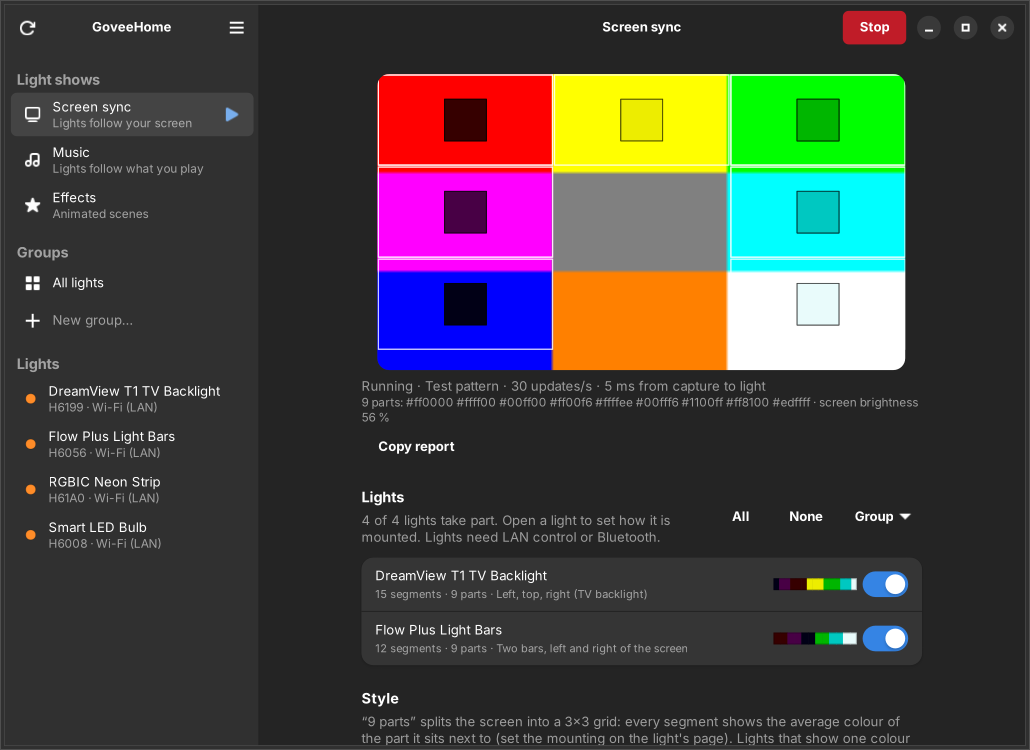 GoveeHome
Screen sync
Stop
Light shows
Screen sync
Lights follow your screen
Music
Lights follow what you play
Effects
Animated scenes
Groups
All lights
New group...
Lights
DreamView T1 TV Backlight
H6199 · Wi-Fi (LAN)
Flow Plus Light Bars
H6056 · Wi-Fi (LAN)
RGBIC Neon Strip
H61A0 · Wi-Fi (LAN)
Smart LED Bulb
H6008 · Wi-Fi (LAN)
Running · Test pattern · 30 updates/s · 5 ms from capture to light
9 parts: #ff0000 #ffff00 #00ff00 #ff00f6 #ffffee #00fff6 #1100ff #ff8100 #edffff · screen brightness
56 %
Copy report
Lights
4 of 4 lights take part. Open a light to set how it is
mounted. Lights need LAN control or Bluetooth.
All
None
Group
DreamView T1 TV Backlight
15 segments · 9 parts · Left, top, right (TV backlight)
Flow Plus Light Bars
12 segments · 9 parts · Two bars, left and right of the screen
Style
“9 parts” splits the screen into a 3×3 grid: every segment shows the average colour of
the part it sits next to (set the mounting on the light's page). Lights that show one colour